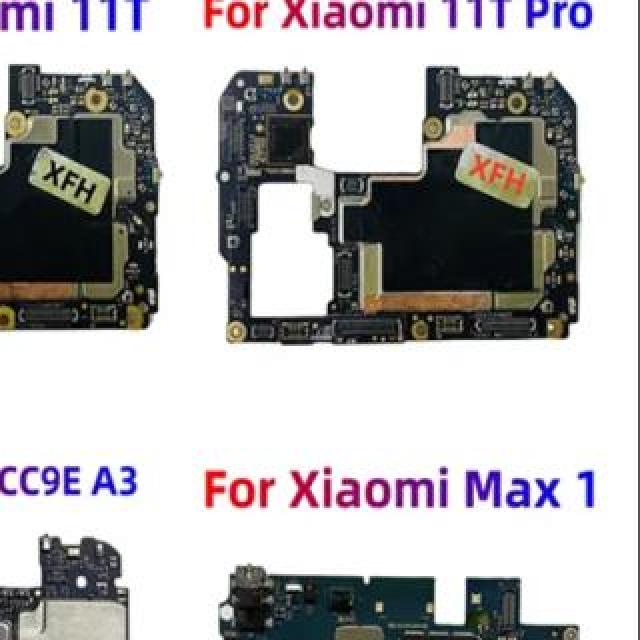 mi 11T
For Xiaomi 11T Pro
XFH
XFH
CC9E A3
For Xiaomi Max 1